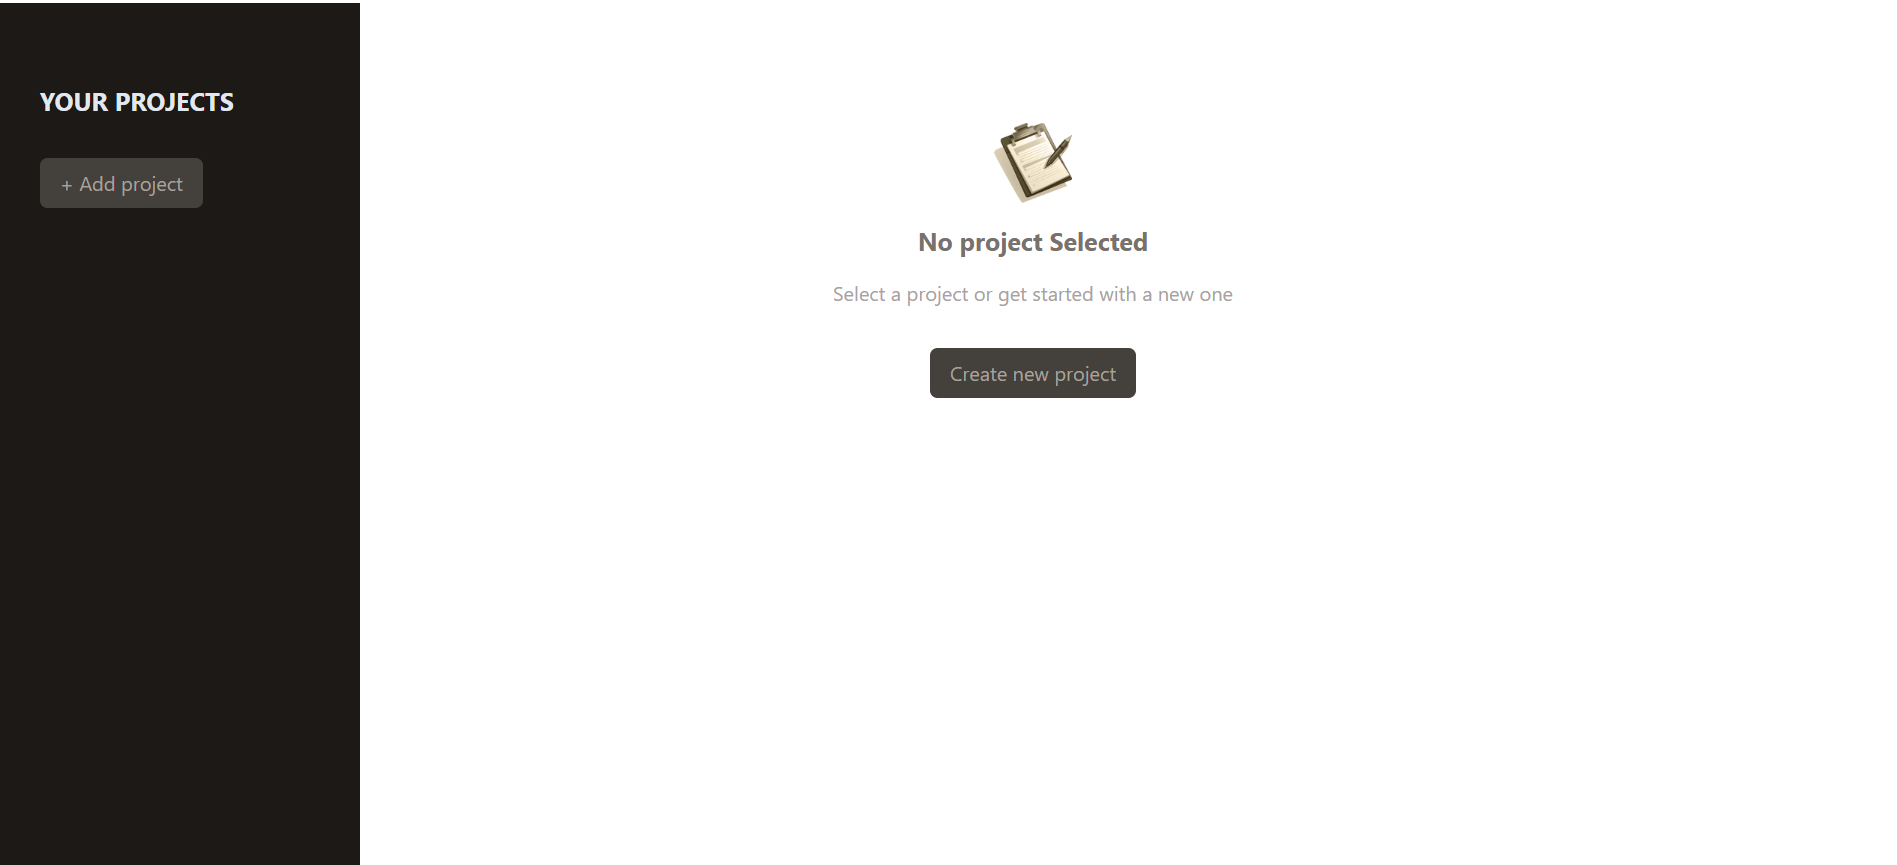 YOUR PROJECTS
+ Add project
No project Selected
Select a project or get started with a new one
Create new project